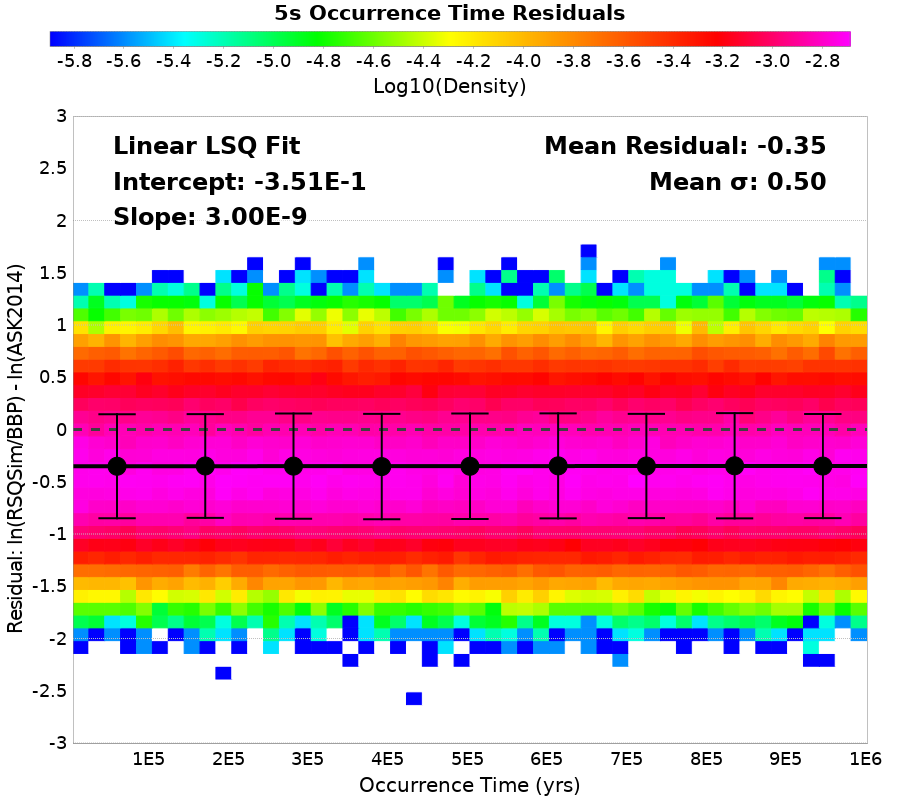 5s Occurrence Time Residuals
-5.8 -5.6 -5.4 -5.2 -5.0 -4.8 -4.6 -4.4 -4.2 -4.0 -3.8 -3.6 -3.4 -3.2 -3.0 -2.8
Log10(Density)
Linear LSQ Fit
Intercept: -3.51E-1
Slope: 3.00E-9
Mean Residual: -0.35
Mean σ: 0.50
Residual: ln(RSQSim/BBP) - ln(ASK2014)
3
2.5
2
1.5
1
0.5
0
-0.5
-1
-1.5
-2
-2.5
-3
1E5 2E5 3E5 4E5 5E5 6E5 7E5 8E5 9E5 1E6
Occurrence Time (yrs)